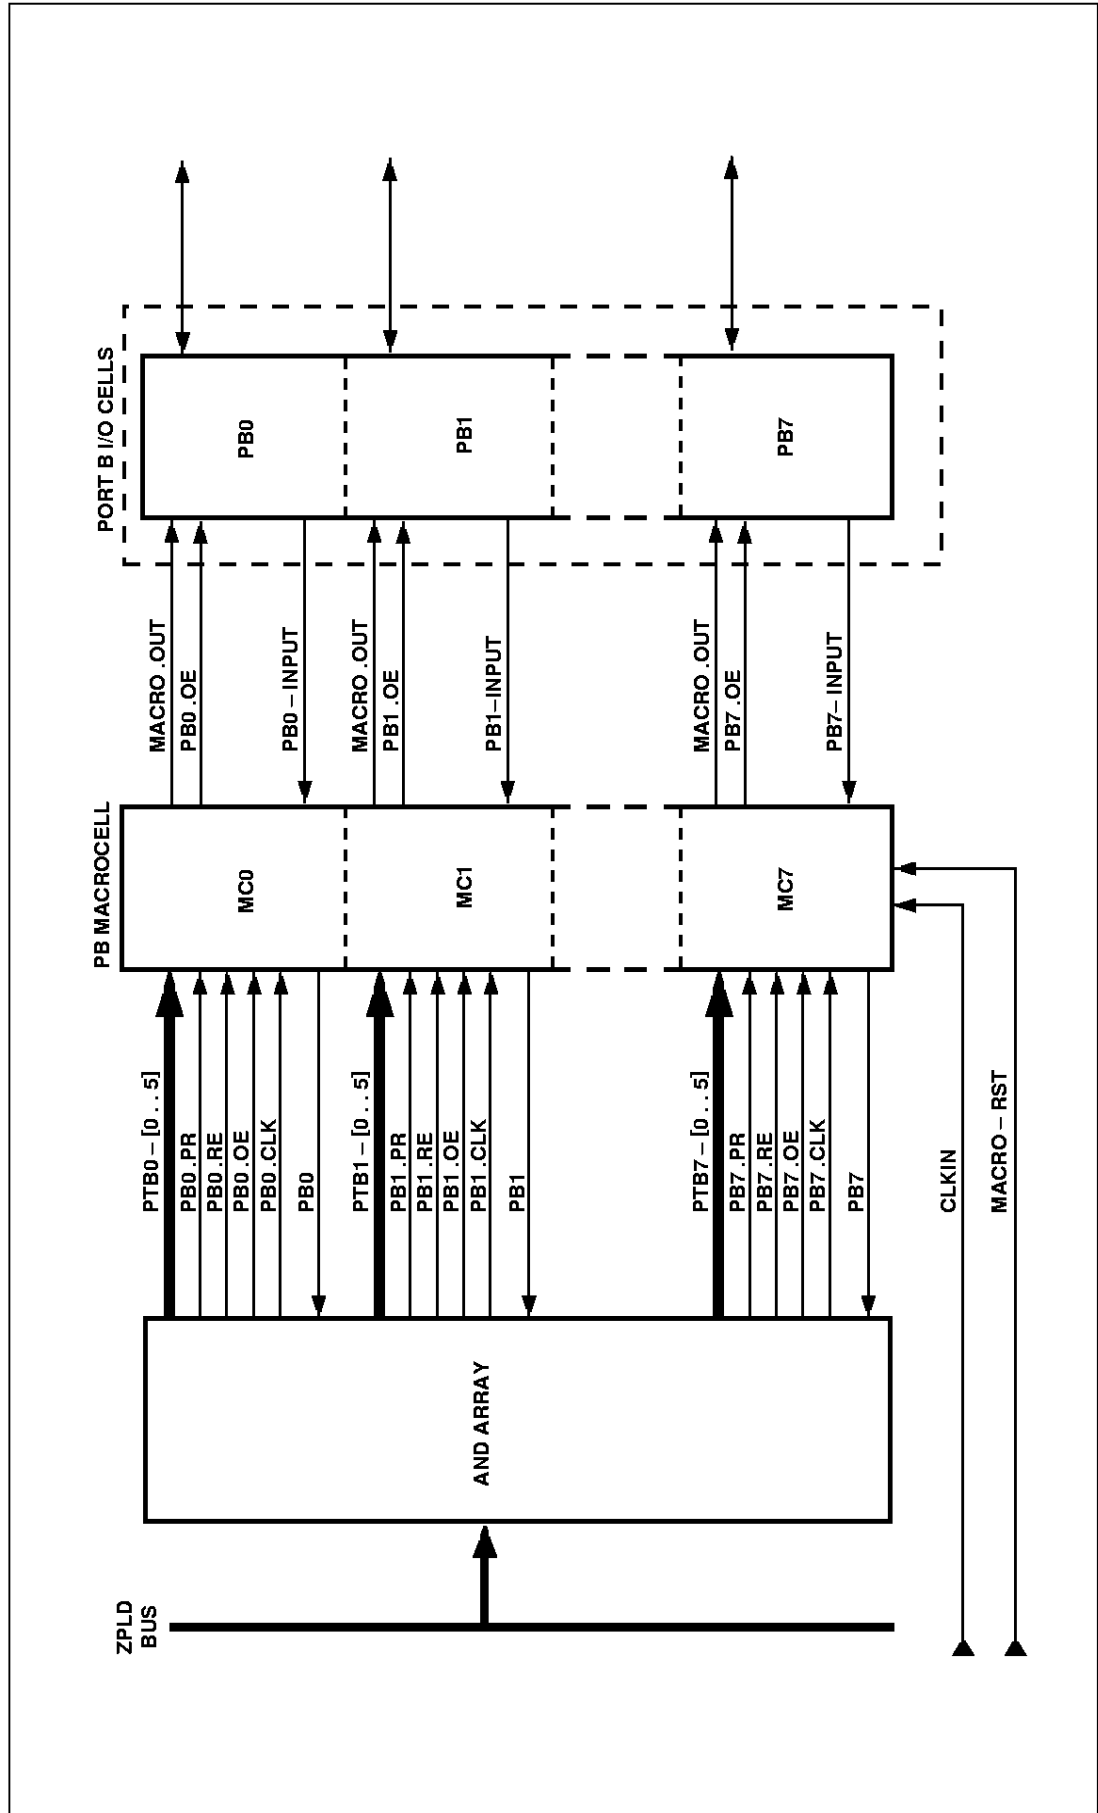 PORT B I/O CELLS
PB MACROCELL
ZPLD
BUS
AND ARRAY
PTB0 – [0 . . 5]
PB0 .PR
PB0 .RE
PB0 .OE
PB0 .CLK
PB0
MC0
MACRO .OUT
PB0 .OE
PB0 – INPUT
PB0
PTB1 – [0 . . 5]
PB1 .PR
PB1 .RE
PB1 .OE
PB1 .CLK
PB1
MC1
MACRO .OUT
PB1 .OE
PB1–INPUT
PB1
PTB7 – [0 . . 5]
PB7 .PR
PB7 .RE
PB7 .OE
PB7 .CLK
PB7
MC7
MACRO .OUT
PB7 .OE
PB7– INPUT
PB7
CLKIN
MACRO – RST